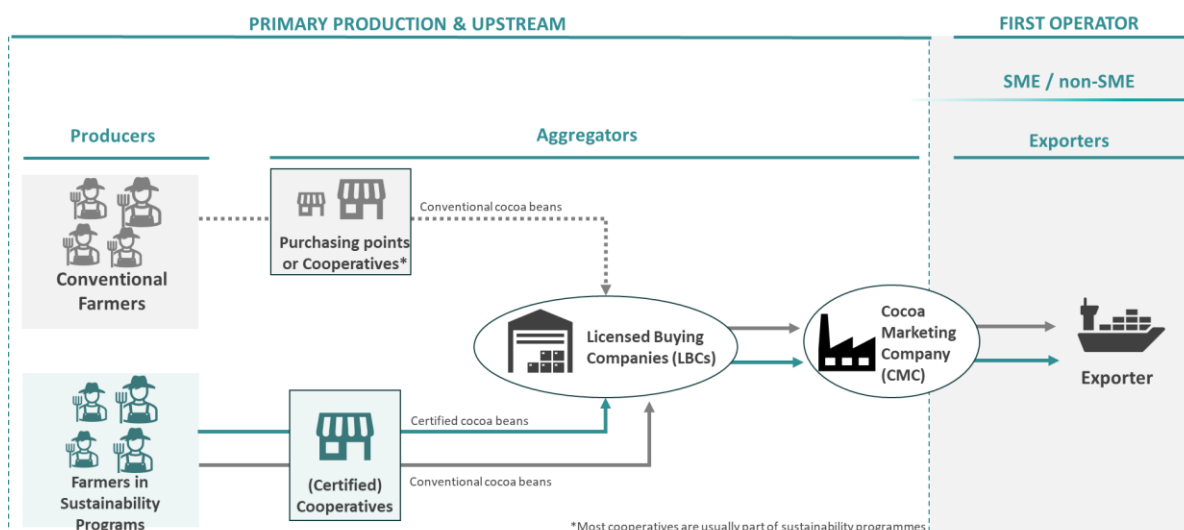 PRIMARY PRODUCTION & UPSTREAM
FIRST OPERATOR
SME / non-SME
Producers
Aggregators
Exporters
Conventional
Farmers
Purchasing points
or Cooperatives*
Conventional cocoa beans
Licensed Buying
Companies (LBCs)
Cocoa
Marketing
Company
(CMC)
Exporter
Farmers in
Sustainability
Programs
(Certified)
Cooperatives
Certified cocoa beans
Conventional cocoa beans
*Most cooperatives are usually part of sustainability programmes